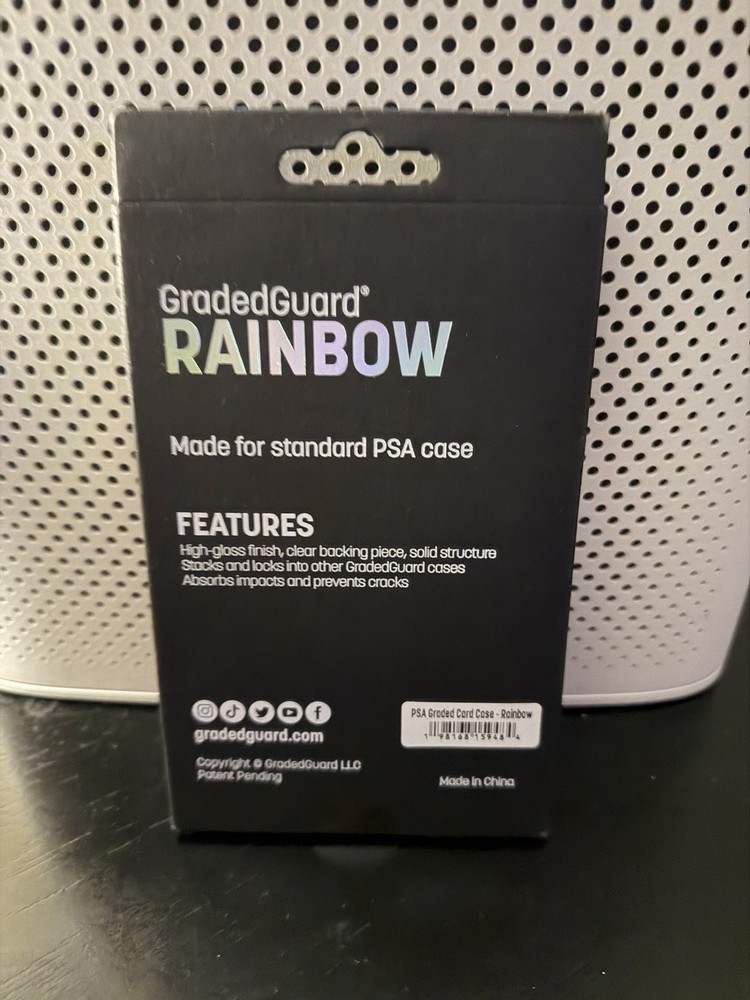 GradedGuard®
RAINBOW
Made for standard PSA case
FEATURES
High-gloss finish, clear backing piece, solid structure
Stacks and locks into other GradedGuard cases
Absorbs impacts and prevents cracks
gradedguard.com
Copyright © GradedGuard LLC
Patent Pending
PSA Graded Card Case - Rainbow
Made in China